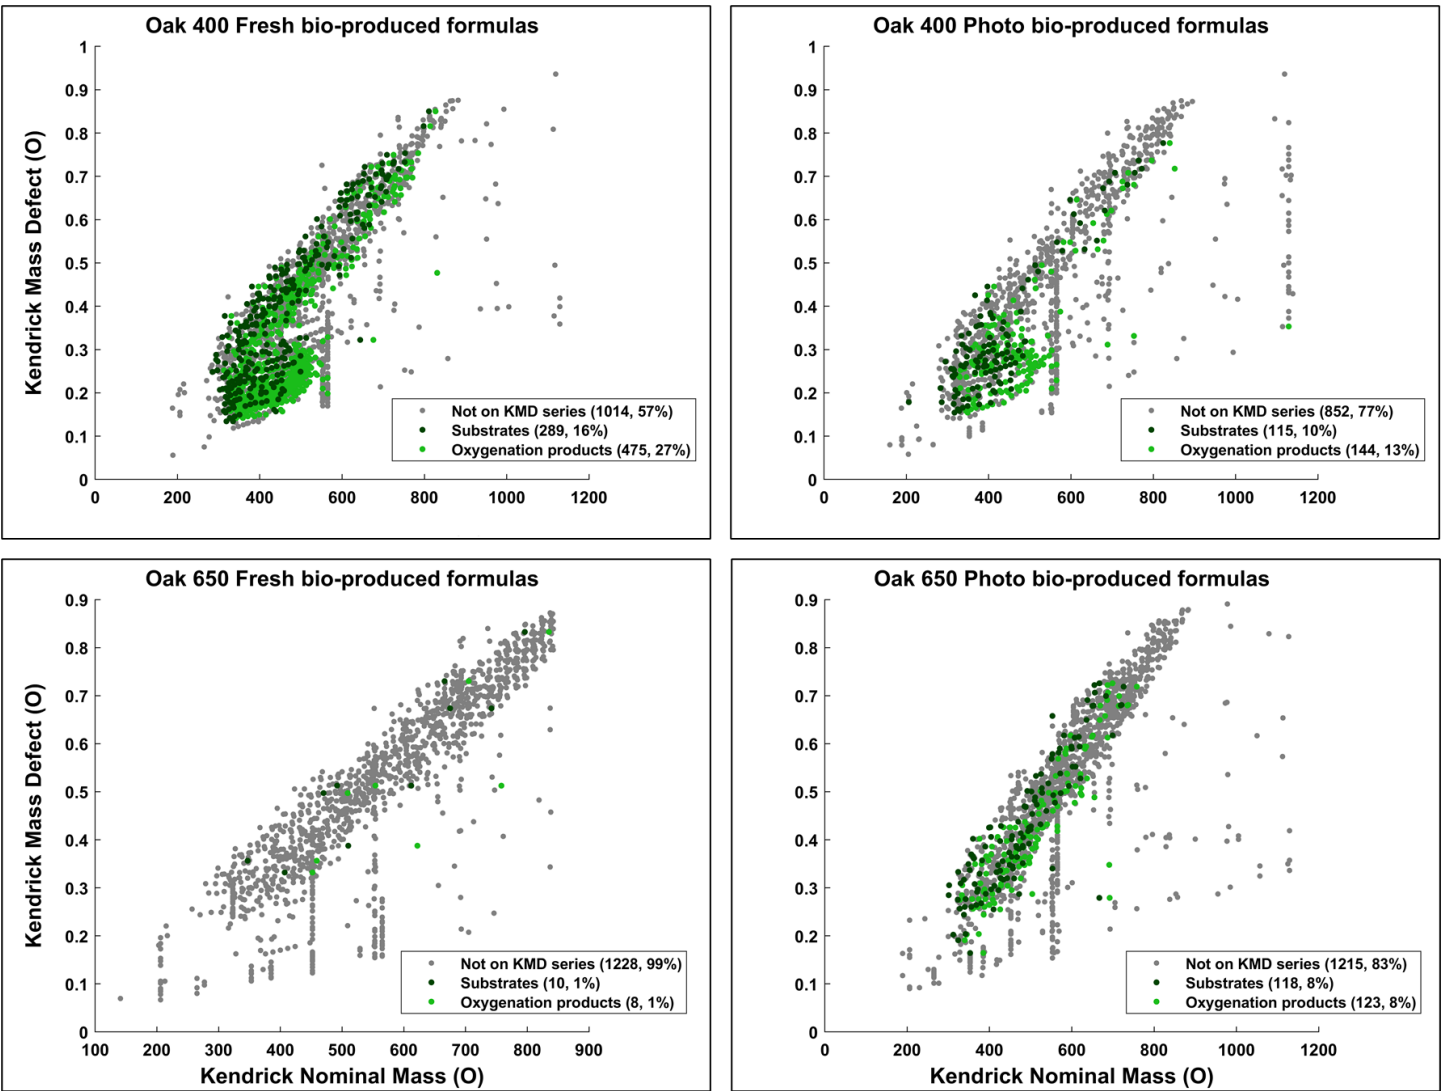 Oak 400 Fresh bio-produced formulas
Kendrick Mass Defect (O)
1
0.9
0.8
0.7
0.6
0.5
0.4
0.3
0.2
0.1
0
0 200 400 600 800 1000 1200
Not on KMD series (1014, 57%)
Substrates (289, 16%)
Oxygenation products (475, 27%)
Oak 400 Photo bio-produced formulas
1
0.9
0.8
0.7
0.6
0.5
0.4
0.3
0.2
0.1
0
0 200 400 600 800 1000 1200
Not on KMD series (852, 77%)
Substrates (115, 10%)
Oxygenation products (144, 13%)
Oak 650 Fresh bio-produced formulas
Kendrick Mass Defect (O)
0.9
0.8
0.7
0.6
0.5
0.4
0.3
0.2
0.1
0
100 200 300 400 500 600 700 800 900
Kendrick Nominal Mass (O)
Not on KMD series (1228, 99%)
Substrates (10, 1%)
Oxygenation products (8, 1%)
Oak 650 Photo bio-produced formulas
0.9
0.8
0.7
0.6
0.5
0.4
0.3
0.2
0.1
0
0 200 400 600 800 1000 1200
Kendrick Nominal Mass (O)
Not on KMD series (1215, 83%)
Substrates (118, 8%)
Oxygenation products (123, 8%)